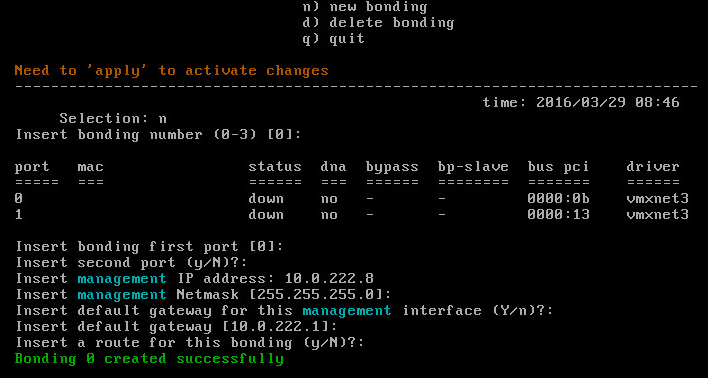 n) new bonding
d) delete bonding
q) quit
Need to 'apply' to activate changes
--------------------------------------------------------------------------------
time: 2016/03/29 08:46
Selection: n
Insert bonding number (0-3) [0]:
port mac status dna bypass bp-slave bus pci driver
===== === ====== === ====== ======== ======= ======
0 down no - - 0000:0b vmxnet3
1 down no - - 0000:13 vmxnet3
Insert bonding first port [0]:
Insert second port (y/N)?:
Insert management IP address: 10.0.222.8
Insert management Netmask [255.255.255.0]:
Insert default gateway for this management interface (Y/n)?:
Insert default gateway [10.0.222.1]:
Insert a route for this bonding (y/N)?:
Bonding 0 created successfully